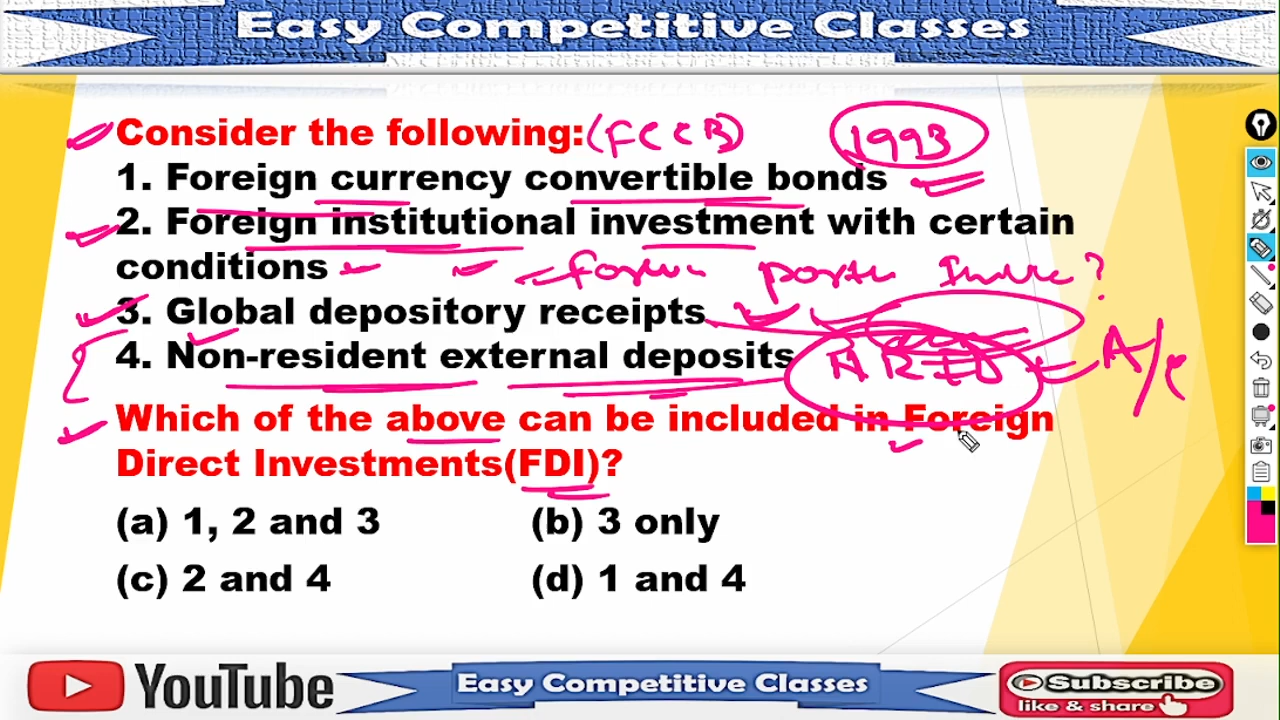 Easy Competitive Classes
Consider the following: (FCCB) 1993
1. Foreign currency convertible bonds
2. Foreign institutional investment with certain
conditions
3. Global depository receipts
4. Non-resident external deposits NRED A/c
Which of the above can be included in Foreign
Direct Investments(FDI)?
(a) 1, 2 and 3 (b) 3 only
(c) 2 and 4 (d) 1 and 4
YouTube Easy Competitive Classes Subscribe
like & share